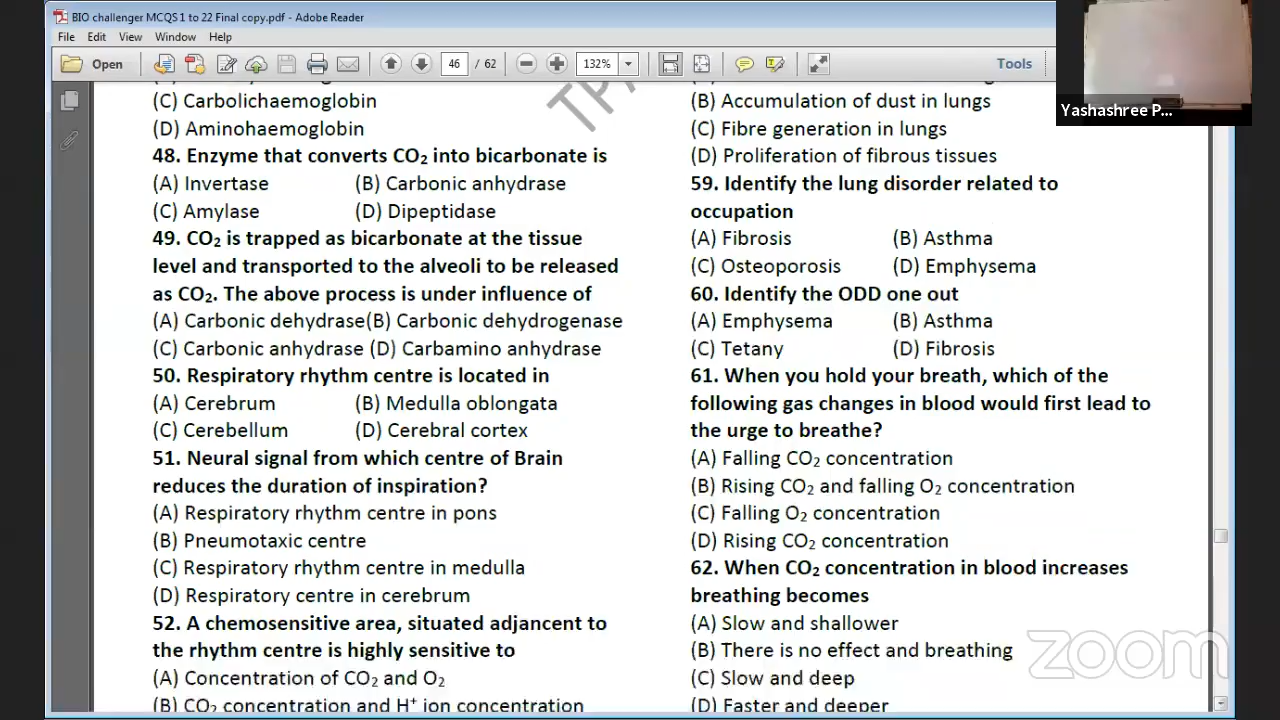 BIO challenger MCQS 1 to 22 Final copy.pdf - Adobe Reader
File Edit View Window Help
Open 46 / 62 132% Tools
Yashashree P...
(C) Carbolichaemoglobin
(D) Aminohaemoglobin
48. Enzyme that converts CO₂ into bicarbonate is
(A) Invertase (B) Carbonic anhydrase
(C) Amylase (D) Dipeptidase
49. CO₂ is trapped as bicarbonate at the tissue
level and transported to the alveoli to be released
as CO₂. The above process is under influence of
(A) Carbonic dehydrase(B) Carbonic dehydrogenase
(C) Carbonic anhydrase (D) Carbamino anhydrase
50. Respiratory rhythm centre is located in
(A) Cerebrum (B) Medulla oblongata
(C) Cerebellum (D) Cerebral cortex
51. Neural signal from which centre of Brain
reduces the duration of inspiration?
(A) Respiratory rhythm centre in pons
(B) Pneumotaxic centre
(C) Respiratory rhythm centre in medulla
(D) Respiratory centre in cerebrum
52. A chemosensitive area, situated adjancent to
the rhythm centre is highly sensitive to
(A) Concentration of CO₂ and O₂
(B) CO₂ concentration and H⁺ ion concentration
(B) Accumulation of dust in lungs
(C) Fibre generation in lungs
(D) Proliferation of fibrous tissues
59. Identify the lung disorder related to
occupation
(A) Fibrosis (B) Asthma
(C) Osteoporosis (D) Emphysema
60. Identify the ODD one out
(A) Emphysema (B) Asthma
(C) Tetany (D) Fibrosis
61. When you hold your breath, which of the
following gas changes in blood would first lead to
the urge to breathe?
(A) Falling CO₂ concentration
(B) Rising CO₂ and falling O₂ concentration
(C) Falling O₂ concentration
(D) Rising CO₂ concentration
62. When CO₂ concentration in blood increases
breathing becomes
(A) Slow and shallower
(B) There is no effect and breathing
(C) Slow and deep
(D) Faster and deeper
zoom